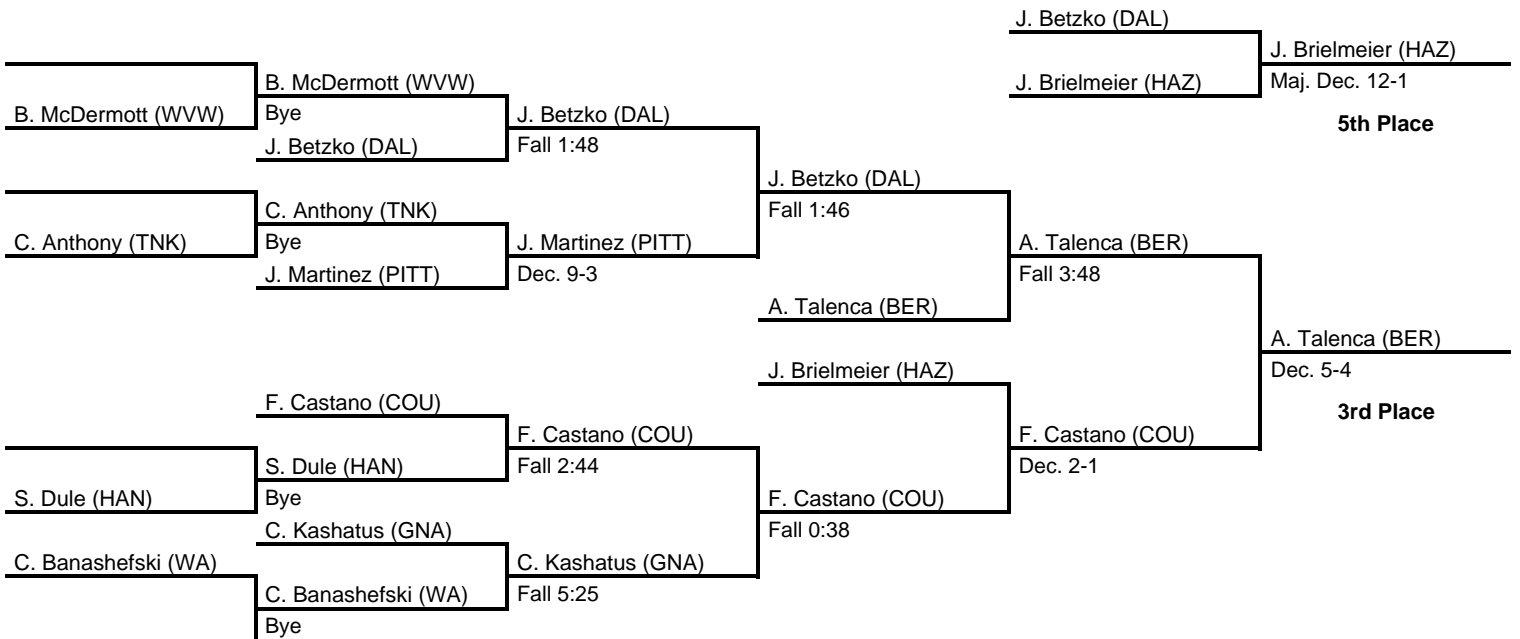 J. Betzko (DAL)
J. Brielmeier (HAZ)
B. McDermott (WVW)
J. Brielmeier (HAZ)
Maj. Dec. 12-1
B. McDermott (WVW)
Bye
J. Betzko (DAL)
5th Place
J. Betzko (DAL)
Fall 1:48
J. Betzko (DAL)
C. Anthony (TNK)
Fall 1:46
C. Anthony (TNK)
Bye
J. Martinez (PITT)
A. Talenca (BER)
J. Martinez (PITT)
Dec. 9-3
Fall 3:48
A. Talenca (BER)
A. Talenca (BER)
J. Brielmeier (HAZ)
Dec. 5-4
F. Castano (COU)
3rd Place
F. Castano (COU)
F. Castano (COU)
S. Dule (HAN)
Fall 2:44
Dec. 2-1
S. Dule (HAN)
Bye
F. Castano (COU)
C. Kashatus (GNA)
Fall 0:38
C. Banashefski (WA)
C. Kashatus (GNA)
C. Banashefski (WA)
Fall 5:25
Bye